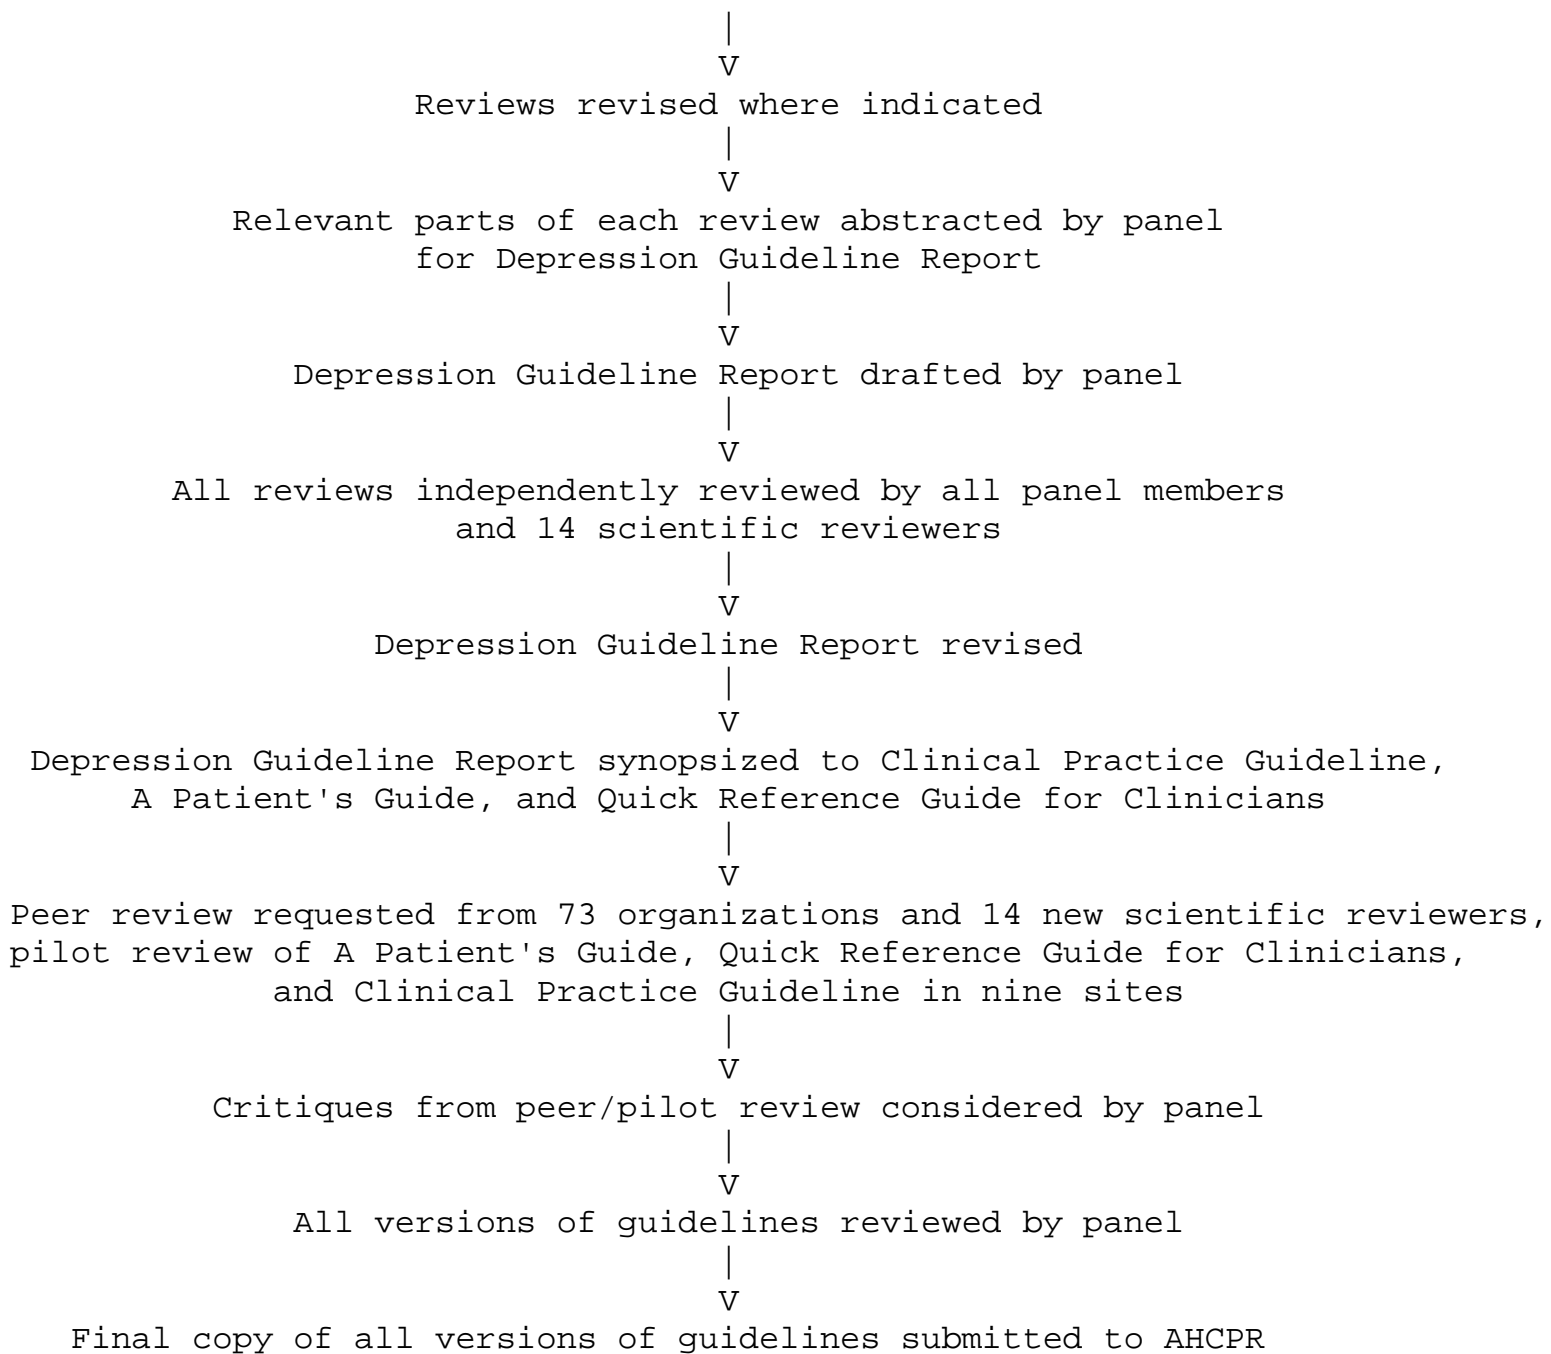 |
V
Reviews revised where indicated
|
V
Relevant parts of each review abstracted by panel
for Depression Guideline Report
|
V
Depression Guideline Report drafted by panel
|
V
All reviews independently reviewed by all panel members
and 14 scientific reviewers
|
V
Depression Guideline Report revised
|
V
Depression Guideline Report synopsized to Clinical Practice Guideline,
A Patient's Guide, and Quick Reference Guide for Clinicians
|
V
Peer review requested from 73 organizations and 14 new scientific reviewers,
pilot review of A Patient's Guide, Quick Reference Guide for Clinicians,
and Clinical Practice Guideline in nine sites
|
V
Critiques from peer/pilot review considered by panel
|
V
All versions of guidelines reviewed by panel
|
V
Final copy of all versions of guidelines submitted to AHCPR